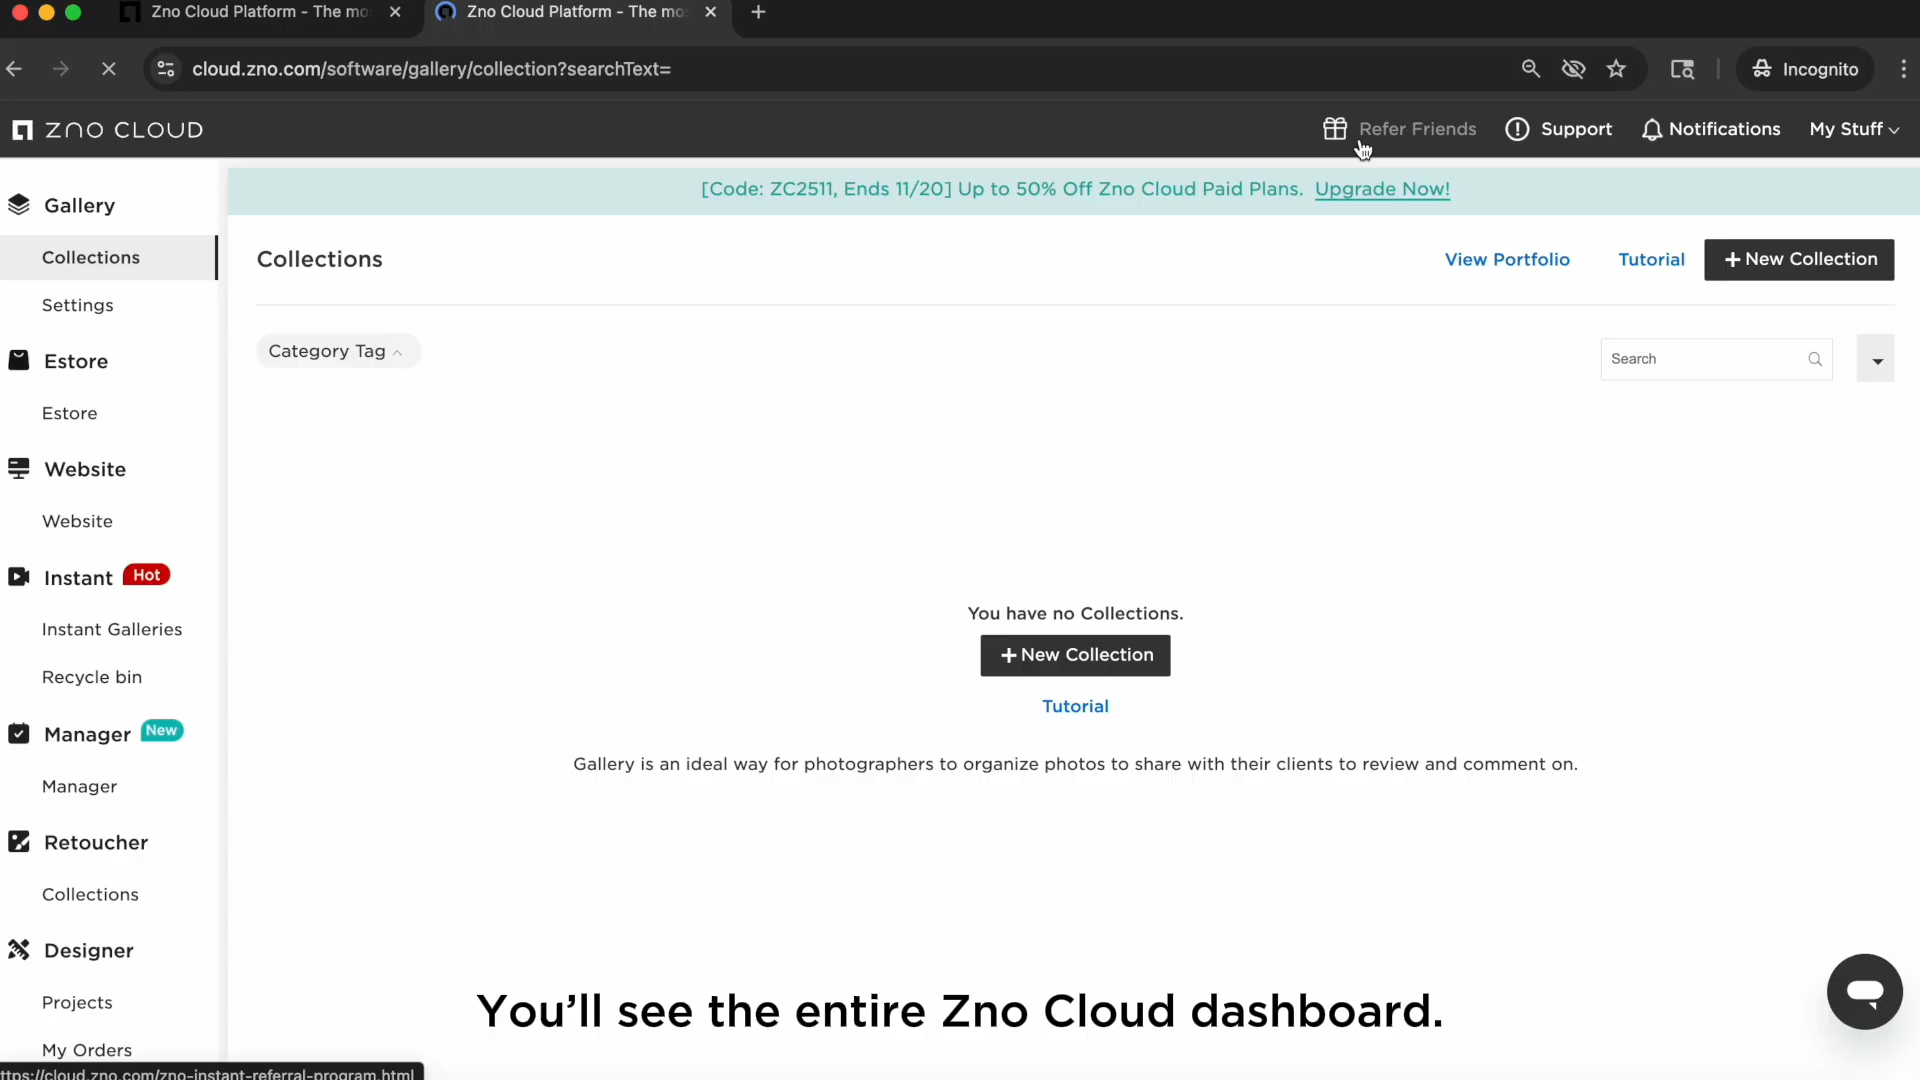 Zno Cloud Platform - The mo
Zno Cloud Platform - The mo
cloud.zno.com/software/gallery/collection?searchText=
Incognito
ZNO CLOUD
Refer Friends
Support
Notifications
My Stuff
[Code: ZC2511, Ends 11/20] Up to 50% Off Zno Cloud Paid Plans. Upgrade Now!
Gallery
Collections
Settings
Estore
Estore
Website
Website
Instant Hot
Instant Galleries
Recycle bin
Manager New
Manager
Retoucher
Collections
Designer
Projects
My Orders
Collections
View Portfolio
Tutorial
+ New Collection
Category Tag
Search
You have no Collections.
+ New Collection
Tutorial
Gallery is an ideal way for photographers to organize photos to share with their clients to review and comment on.
You’ll see the entire Zno Cloud dashboard.
ttps://cloud.zno.com/zno-instant-referral-program.html